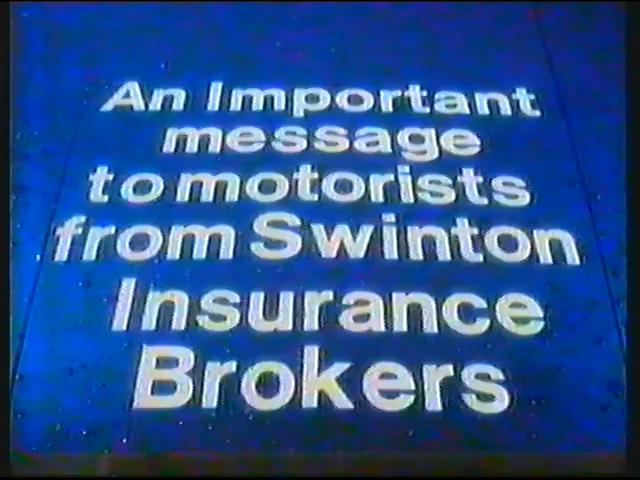 An Important
message
to motorists
from Swinton
Insurance
Brokers